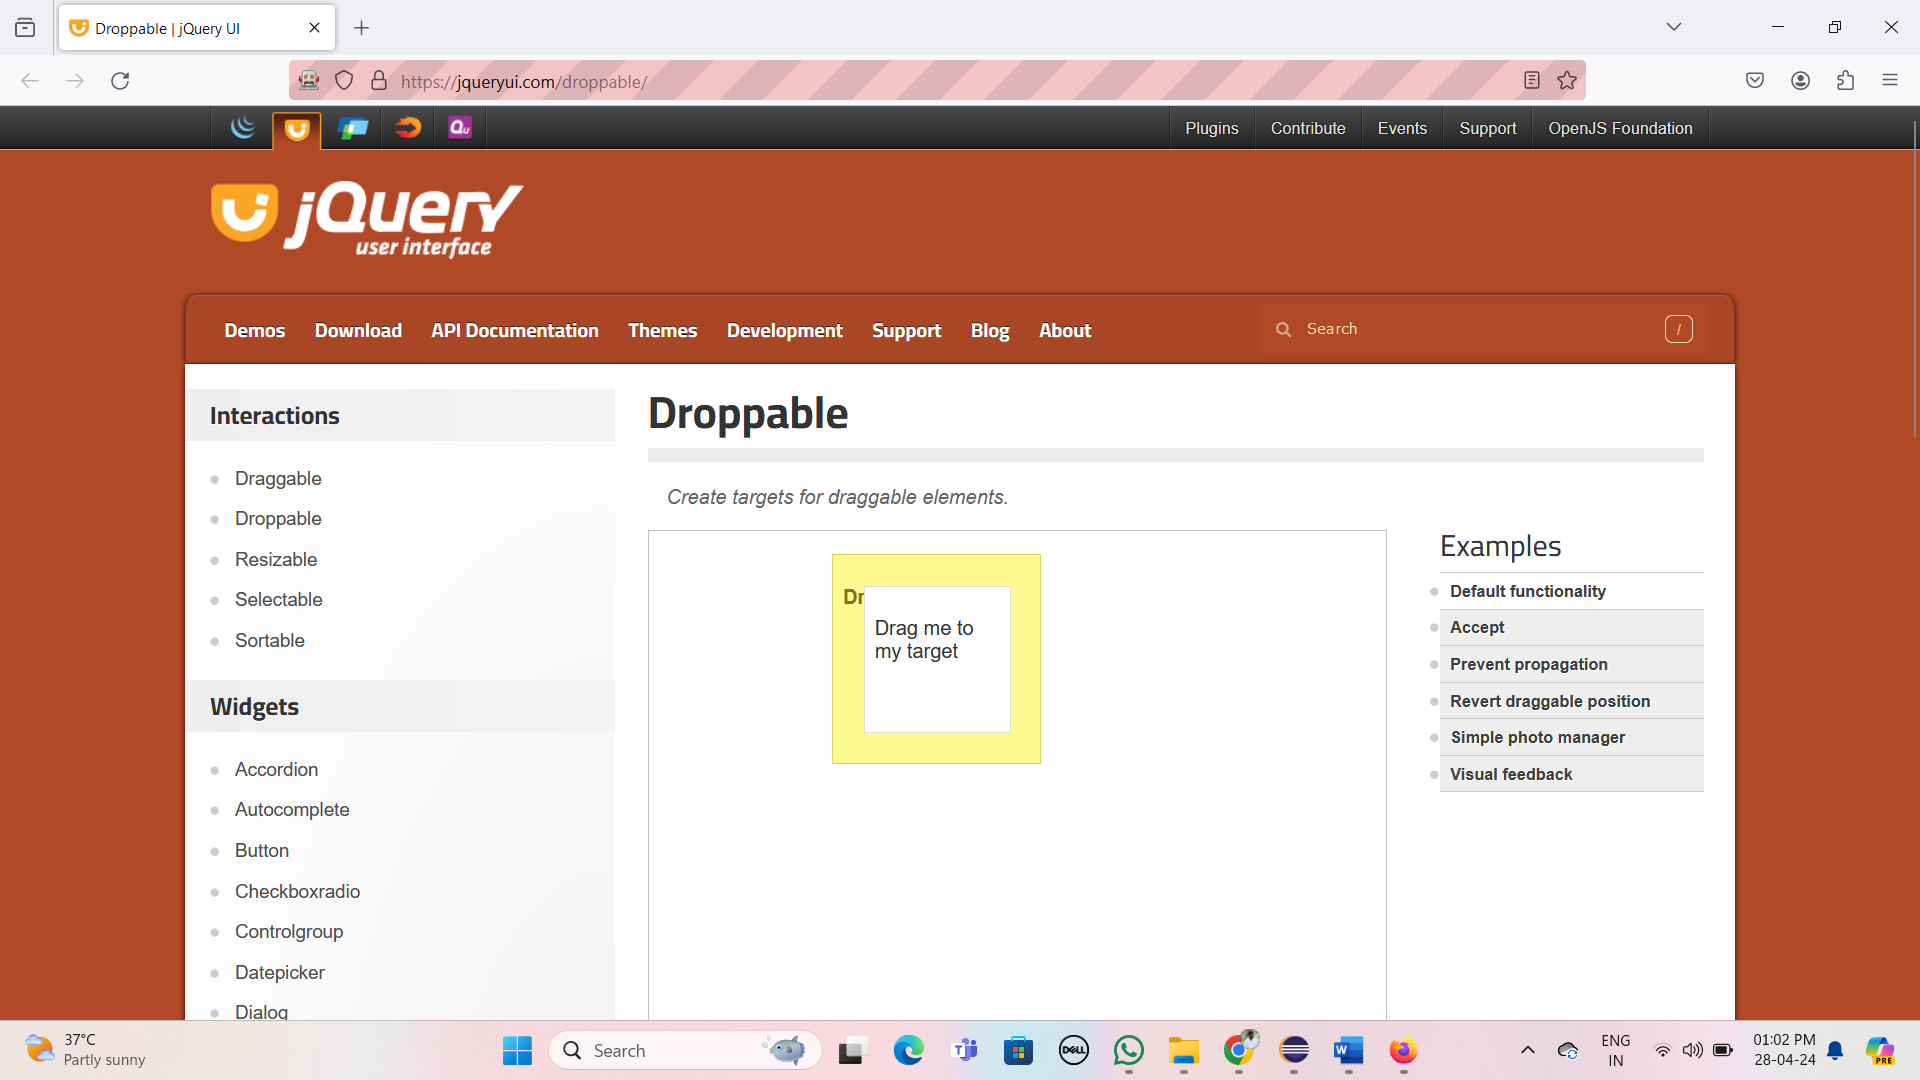 Droppable | jQuery UI
https://jqueryui.com/droppable/
Qu
Plugins
Contribute
Events
Support
OpenJS Foundation
jQuery
user interface
Demos
Download
API Documentation
Themes
Development
Support
Blog
About
Search
/
Interactions
Draggable
Droppable
Resizable
Selectable
Sortable
Widgets
Accordion
Autocomplete
Button
Checkboxradio
Controlgroup
Datepicker
Dialog
Droppable
Create targets for draggable elements.
Dr
Drag me to
my target
Examples
Default functionality
Accept
Prevent propagation
Revert draggable position
Simple photo manager
Visual feedback
37°C
Partly sunny
Search
T
DELL
W
ENG
IN
01:02 PM
28-04-24
PRE